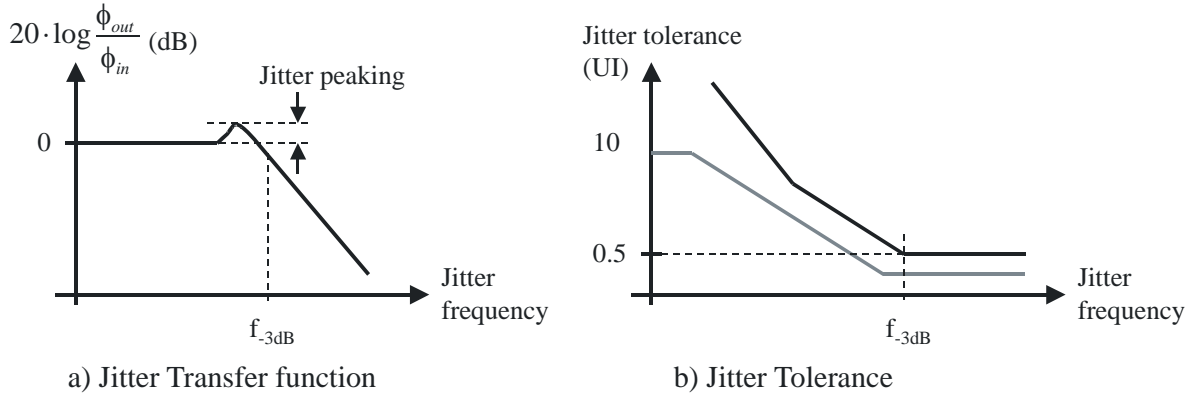 20·log ϕout/ϕin (dB)
Jitter peaking
0
Jitter
frequency
f-3dB
a) Jitter Transfer function
Jitter tolerance
(UI)
10
0.5
Jitter
frequency
f-3dB
b) Jitter Tolerance